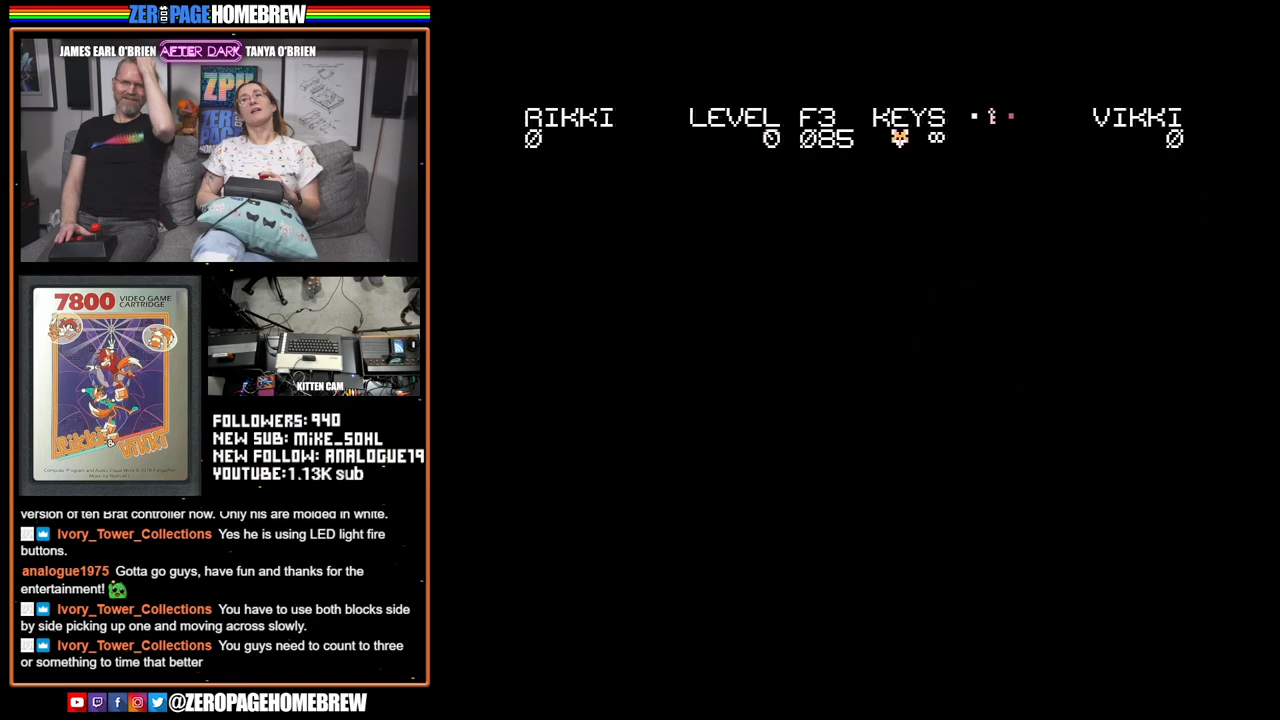 ZEROPAGE HOMEBREW
JAMES EARL O'BRIEN AFTER DARK TANYA O'BRIEN
ZPH
RIKKI LEVEL F3 KEYS VIKKI
0 0 085 ∞ 0
7800 VIDEO GAME CARTRIDGE
Rikki & Vikki
KITTEN CAM
FOLLOWERS: 940
NEW SUB: MIKE_SOHL
NEW FOLLOW: ANALOGUE19
YOUTUBE: 1.13K sub
version of ten Brat controller now. Only his are molded in white.
Ivory_Tower_Collections Yes he is using LED light fire
buttons.
analogue1975 Gotta go guys, have fun and thanks for the
entertainment!
Ivory_Tower_Collections You have to use both blocks side
by side picking up one and moving across slowly.
Ivory_Tower_Collections You guys need to count to three
or something to time that better
@ZEROPAGEHOMEBREW